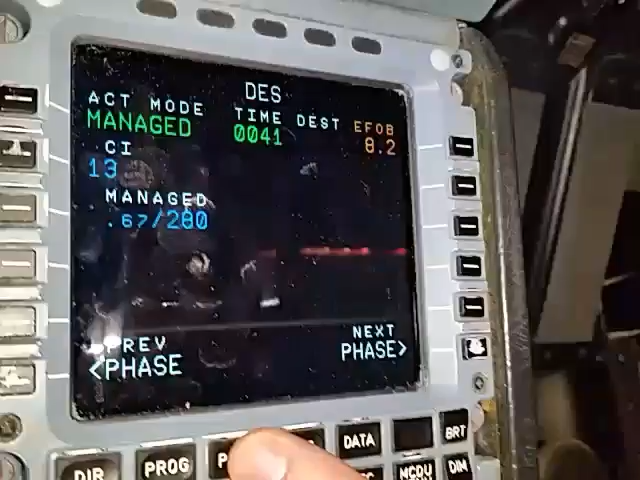 DES
ACT MODE TIME DEST EFOB
MANAGED 0041 8.2
CI
13
MANAGED
.67/280
PREV NEXT
<PHASE PHASE>
DATA BRT
DIR PROG P MCDU DIM